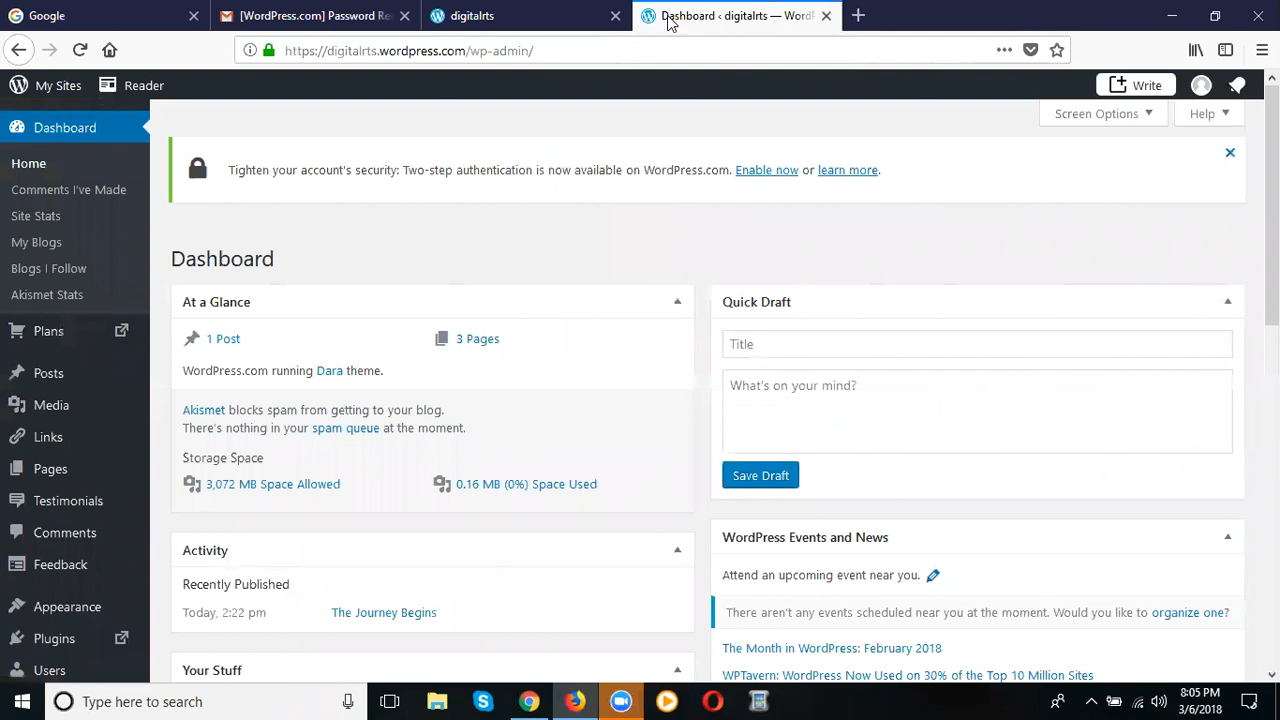 Google
[WordPress.com] Password Re
digitalrts
Dashboard ‹ digitalrts — WordP
https://digitalrts.wordpress.com/wp-admin/
My Sites
Reader
Write
Dashboard
Screen Options
Help
Home
Comments I've Made
Site Stats
My Blogs
Blogs I Follow
Akismet Stats
Plans
Posts
Media
Links
Pages
Testimonials
Comments
Feedback
Appearance
Plugins
Users
Tighten your account's security: Two-step authentication is now available on WordPress.com. Enable now or learn more.
Dashboard
At a Glance
1 Post
3 Pages
WordPress.com running Dara theme.
Akismet blocks spam from getting to your blog.
There's nothing in your spam queue at the moment.
Storage Space
3,072 MB Space Allowed
0.16 MB (0%) Space Used
Activity
Recently Published
Today, 2:22 pm
The Journey Begins
Your Stuff
Quick Draft
Title
What's on your mind?
Save Draft
WordPress Events and News
Attend an upcoming event near you.
There aren't any events scheduled near you at the moment. Would you like to organize one?
The Month in WordPress: February 2018
WPTavern: WordPress Now Used on 30% of the Top 10 Million Sites
Type here to search
8:05 PM
3/6/2018